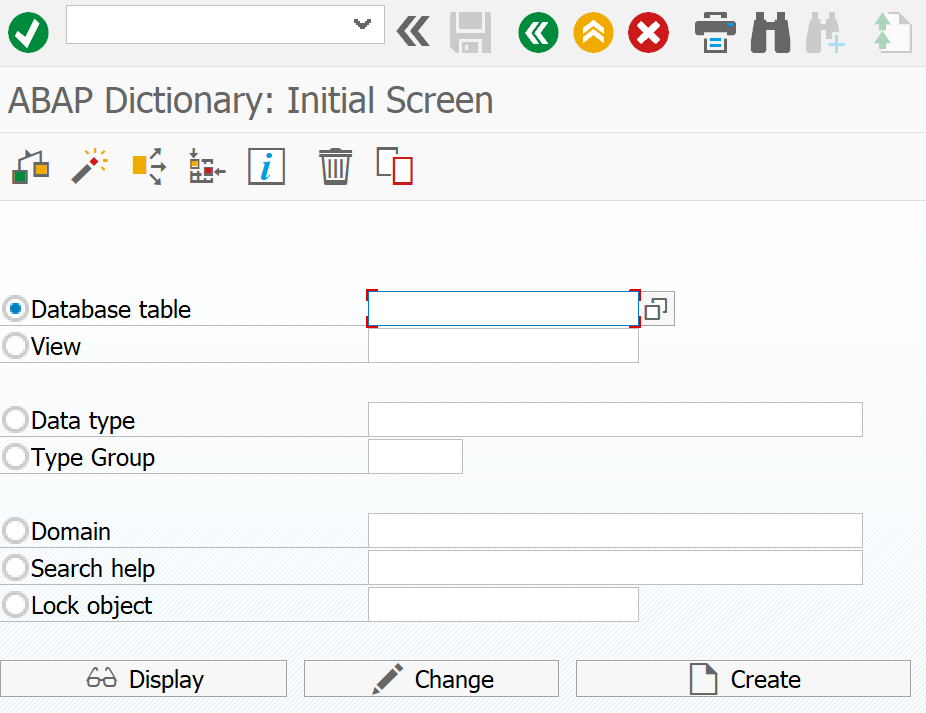 ABAP Dictionary: Initial Screen
i
Database table
View
Data type
Type Group
Domain
Search help
Lock object
Display Change Create